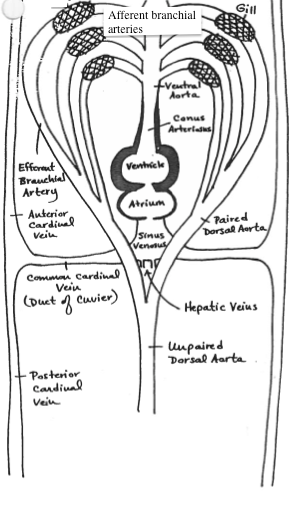 Afferent branchial
arteries
Gill
Ventral
Aorta
Conus
Arteriosus
Ventricle
Efferent
Branchial
Artery
Atrium
Anterior
Cardinal
Vein
Paired
Dorsal Aorta
Sinus
Venosus
Common Cardinal
Vein
(Duct of Cuvier)
Hepatic Veins
Unpaired
Dorsal Aorta
Posterior
Cardinal
Vein